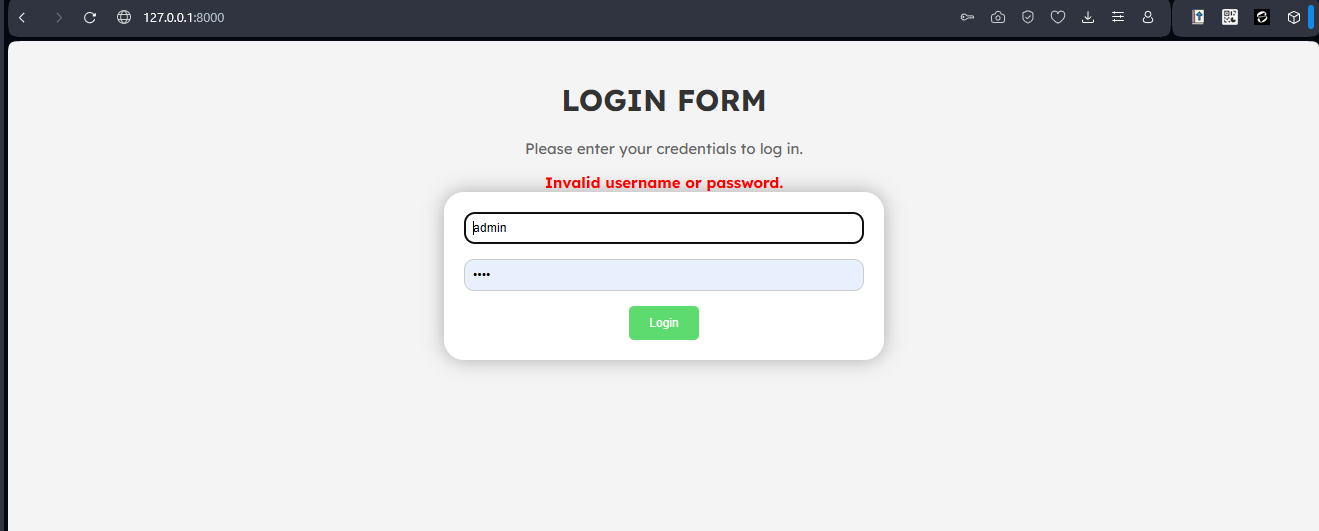 127.0.0.1:8000
LOGIN FORM
Please enter your credentials to log in.
Invalid username or password.
admin
••••
Login